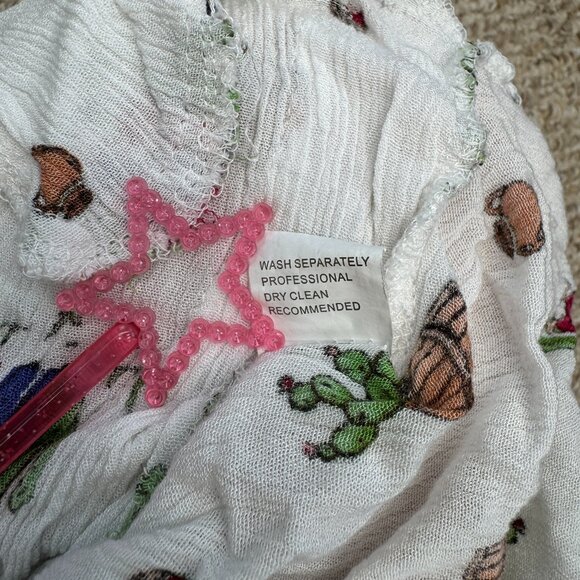 WASH SEPARATELY
PROFESSIONAL
DRY CLEAN
RECOMMENDED